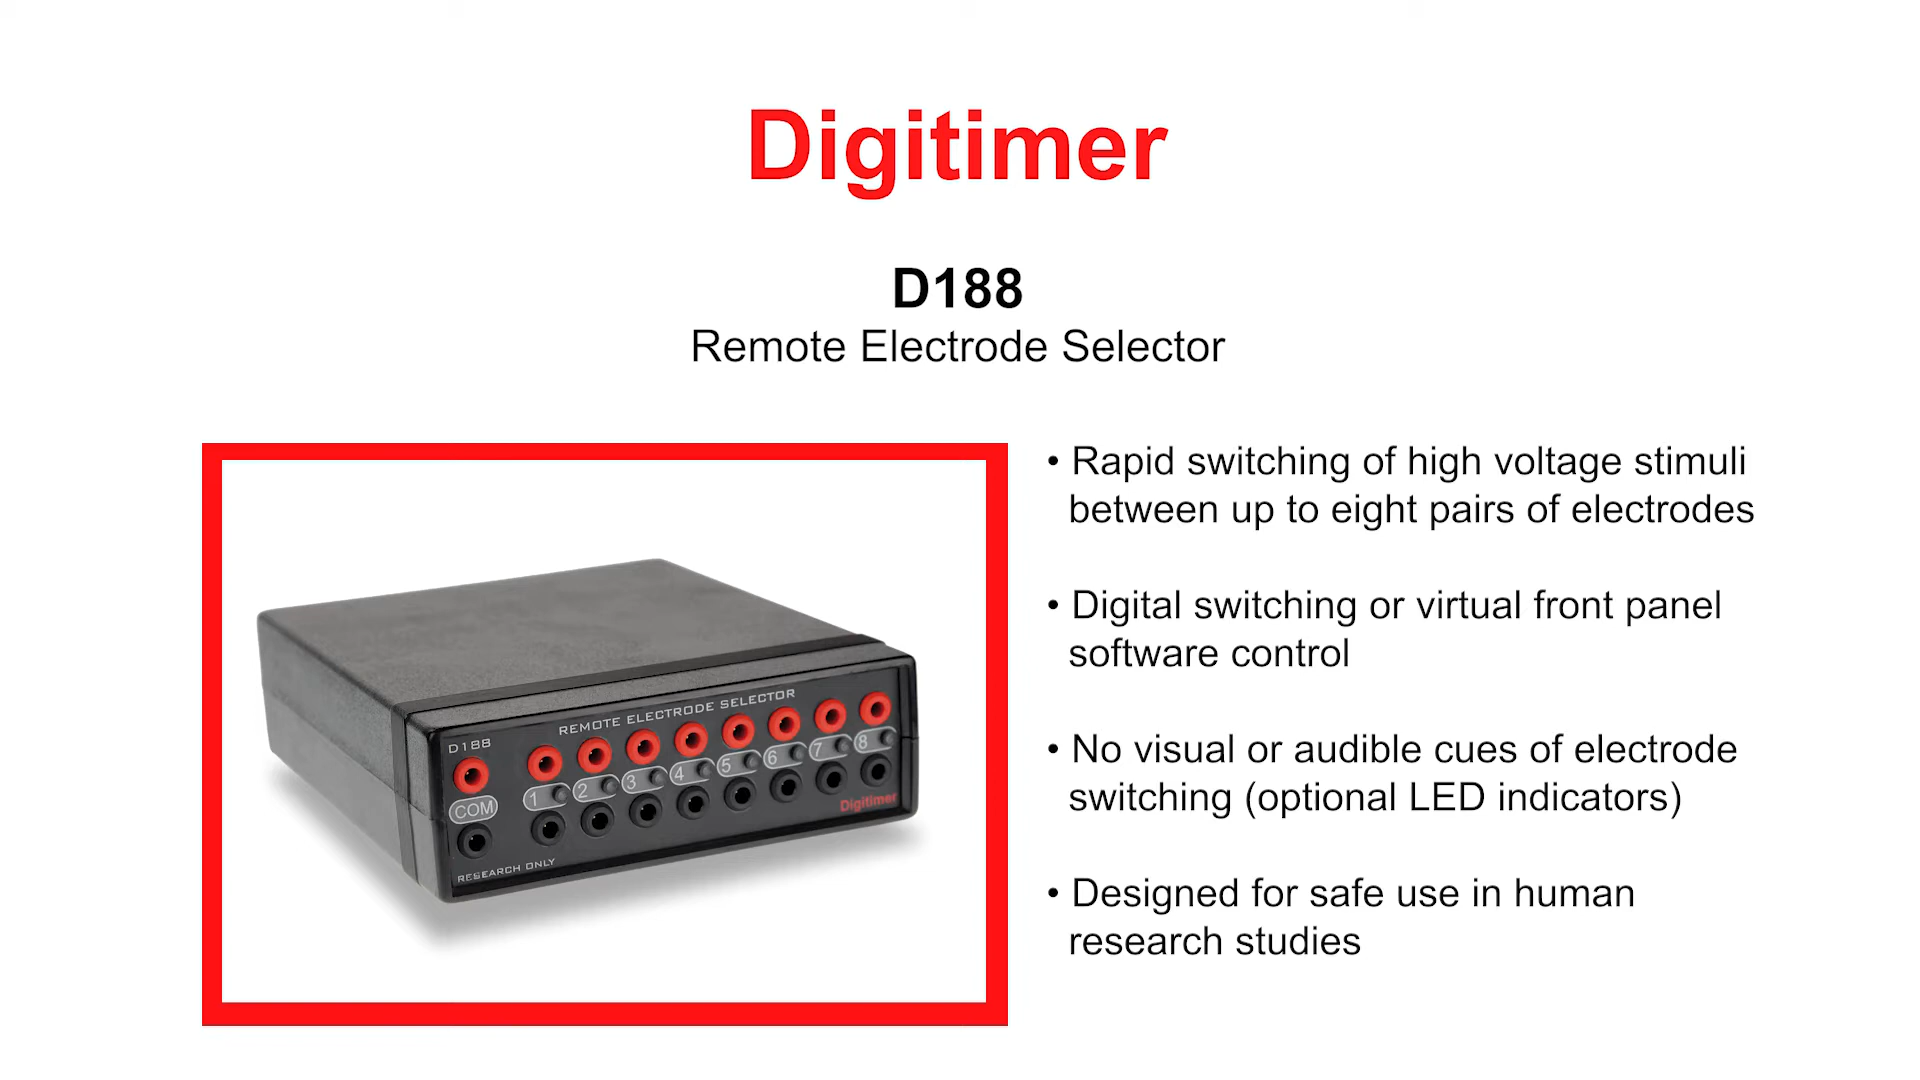 Digitimer
D188
Remote Electrode Selector
• Rapid switching of high voltage stimuli
between up to eight pairs of electrodes
• Digital switching or virtual front panel
software control
• No visual or audible cues of electrode
switching (optional LED indicators)
• Designed for safe use in human
research studies
REMOTE ELECTRODE SELECTOR
D188
COM 1 2 3 4 5 6 7 8
Digitimer
RESEARCH ONLY